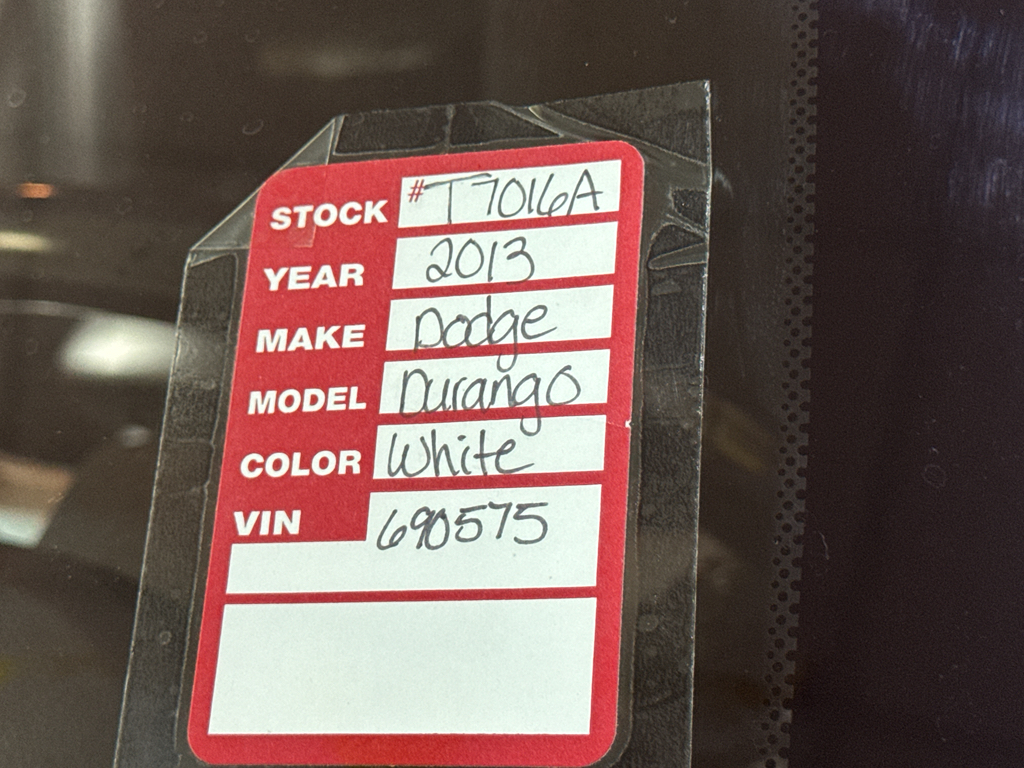 STOCK #T7016A
YEAR 2013
MAKE Dodge
MODEL Durango
COLOR White
VIN 690575